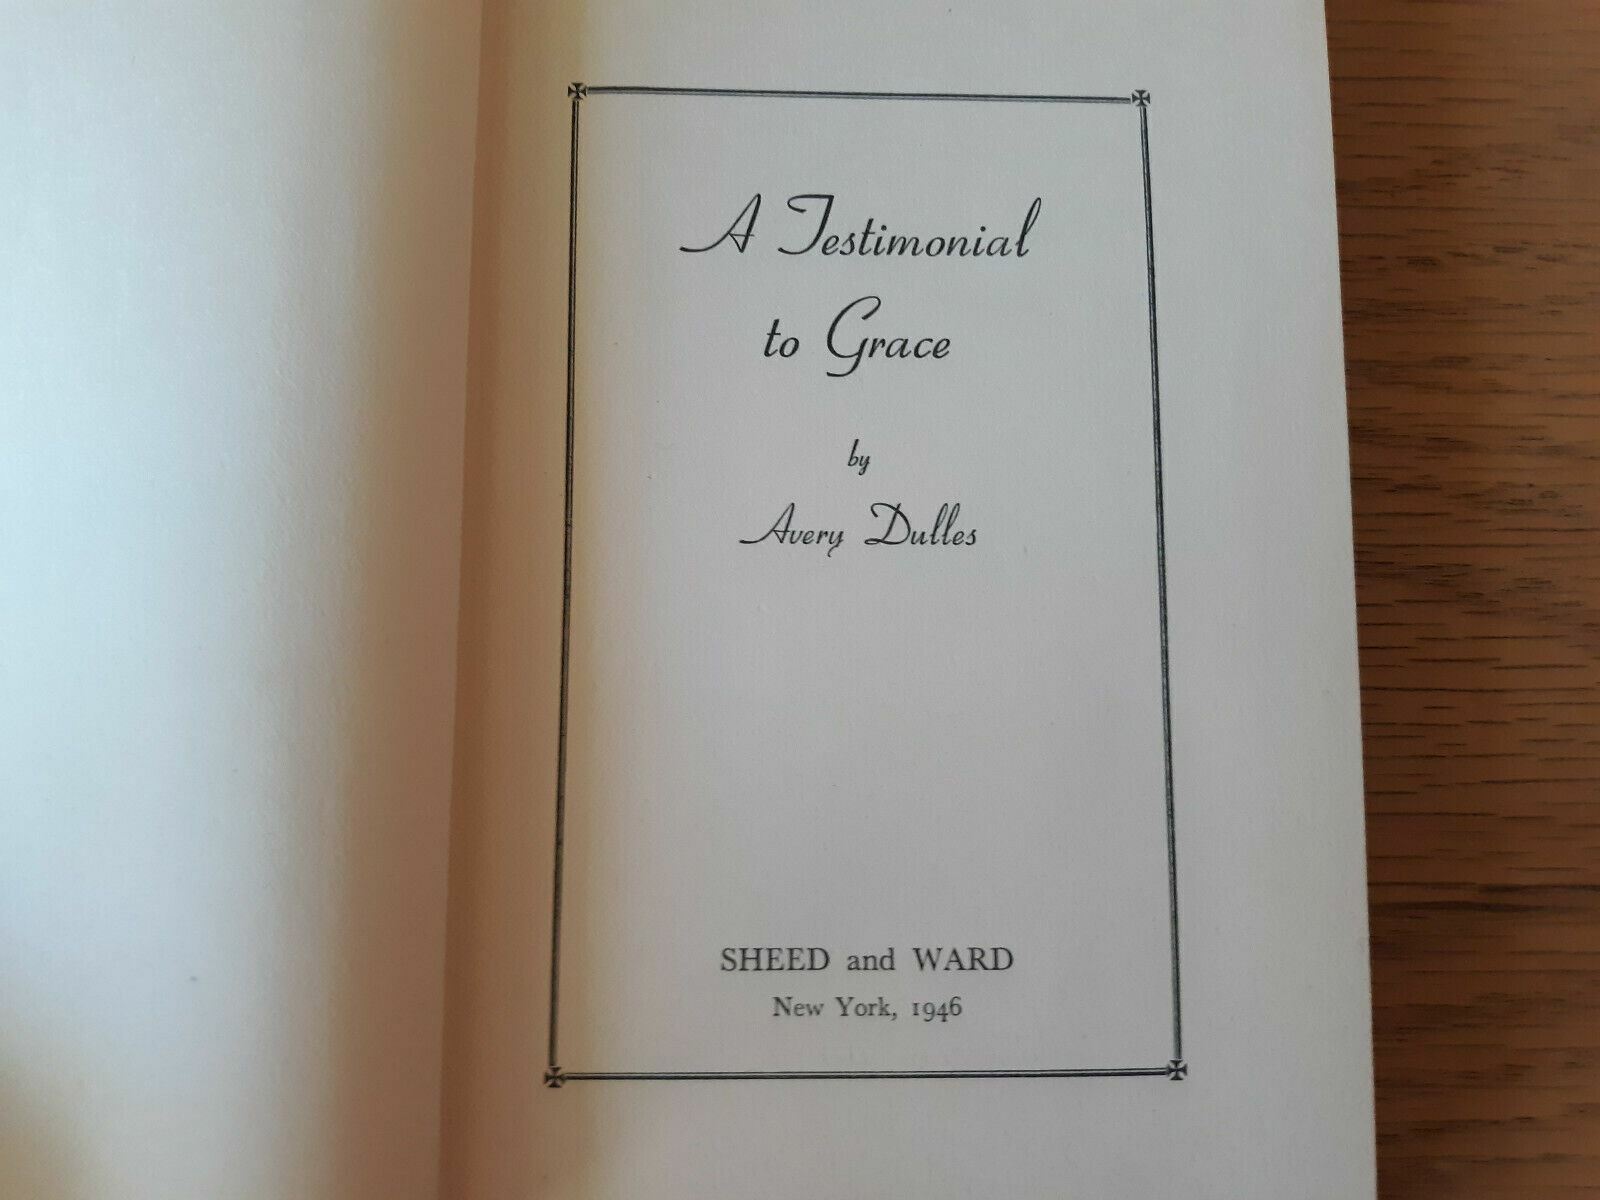 A Testimonial
to Grace
by
Avery Dulles
SHEED and WARD
New York, 1946